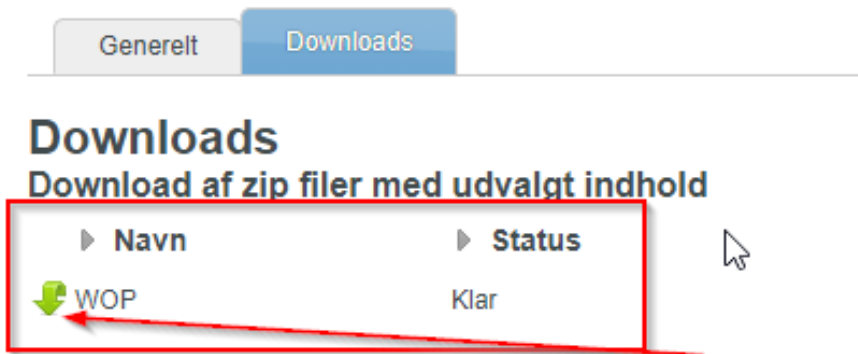 Generelt Downloads
Downloads
Download af zip filer med udvalgt indhold
Navn Status
WOP Klar